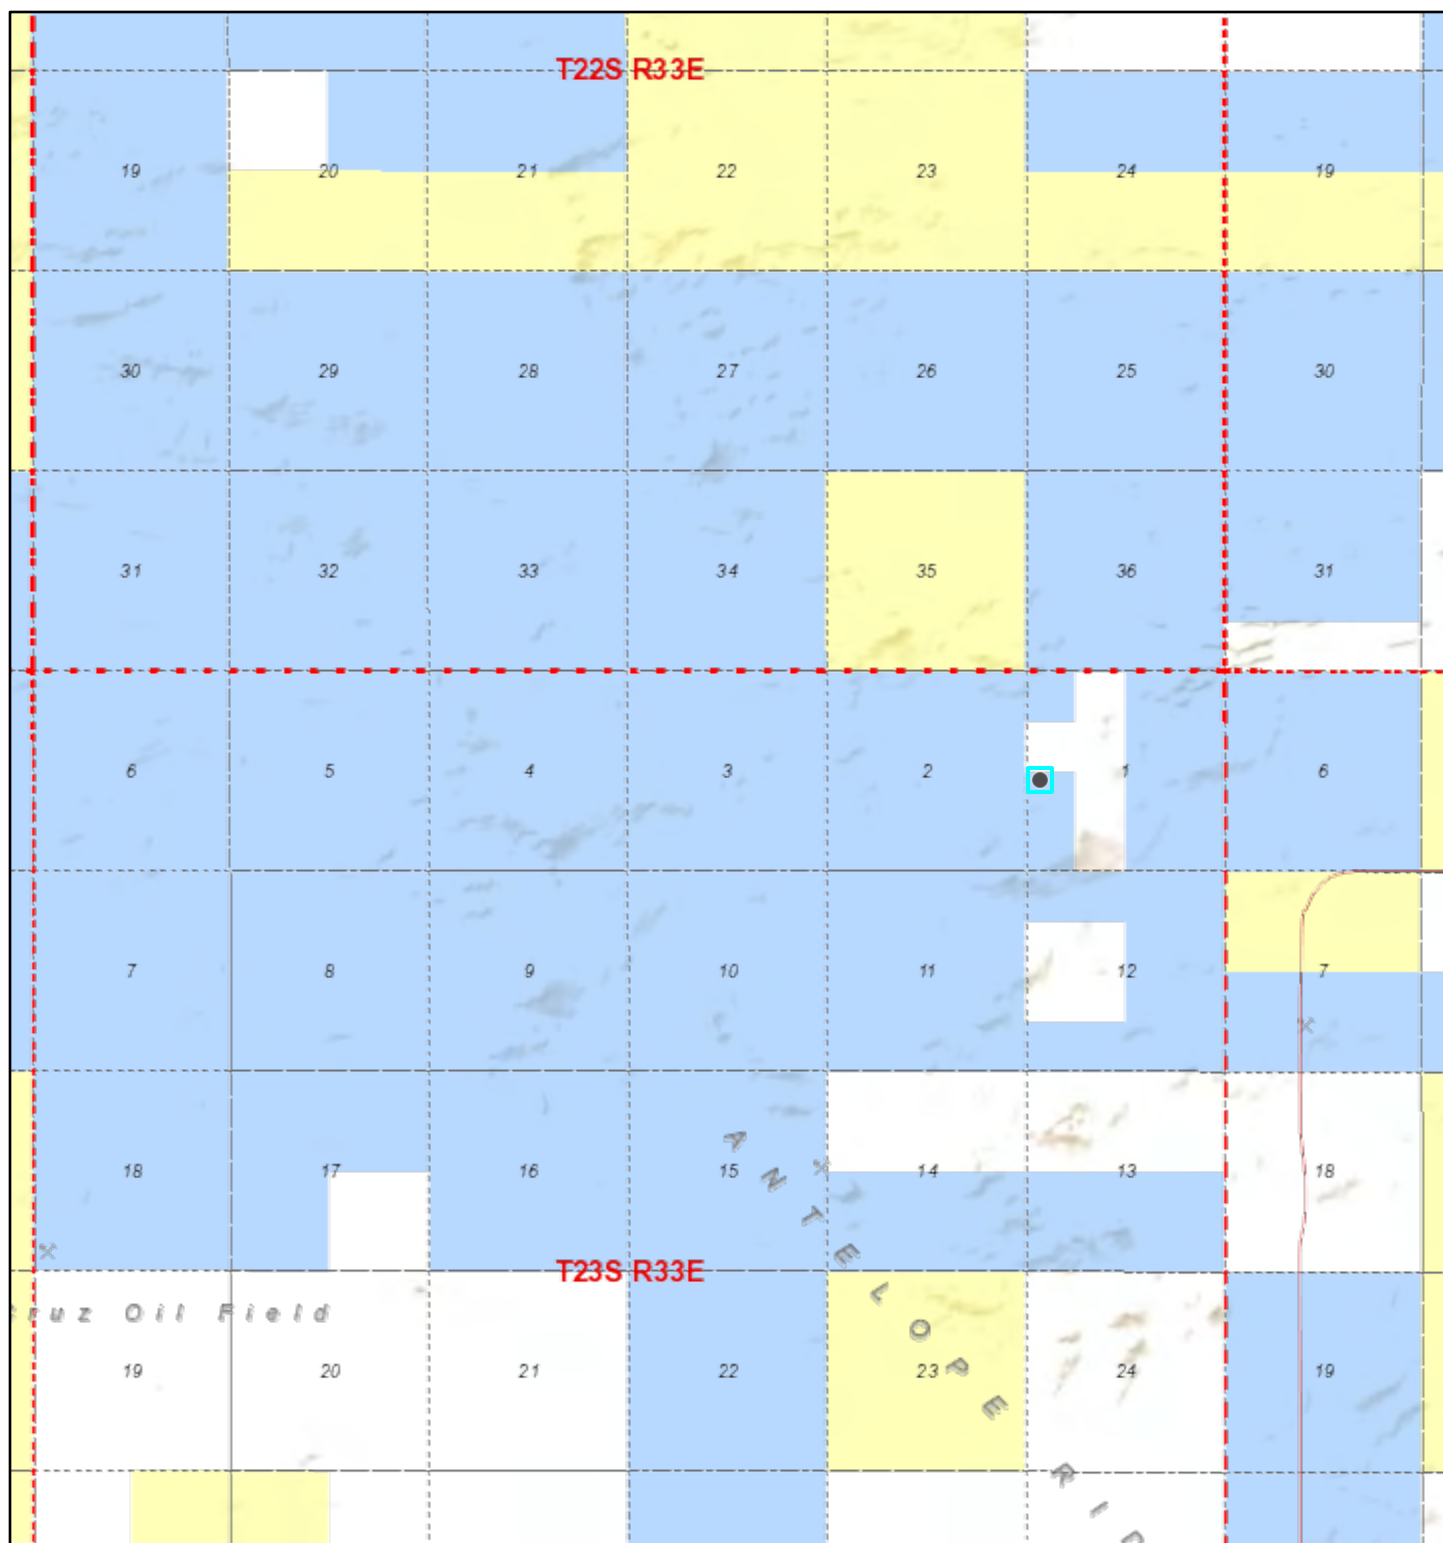 T22S R33E
19 20 21 22 23 24 19
30 29 28 27 26 25 30
31 32 33 34 35 36 31
6 5 4 3 2 1 6
7 8 9 10 11 12 7
18 17 16 15 14 13 18
ANTELOPE
T23S R33E
ruz Oil Field
19 20 21 22 23 24 19
RI